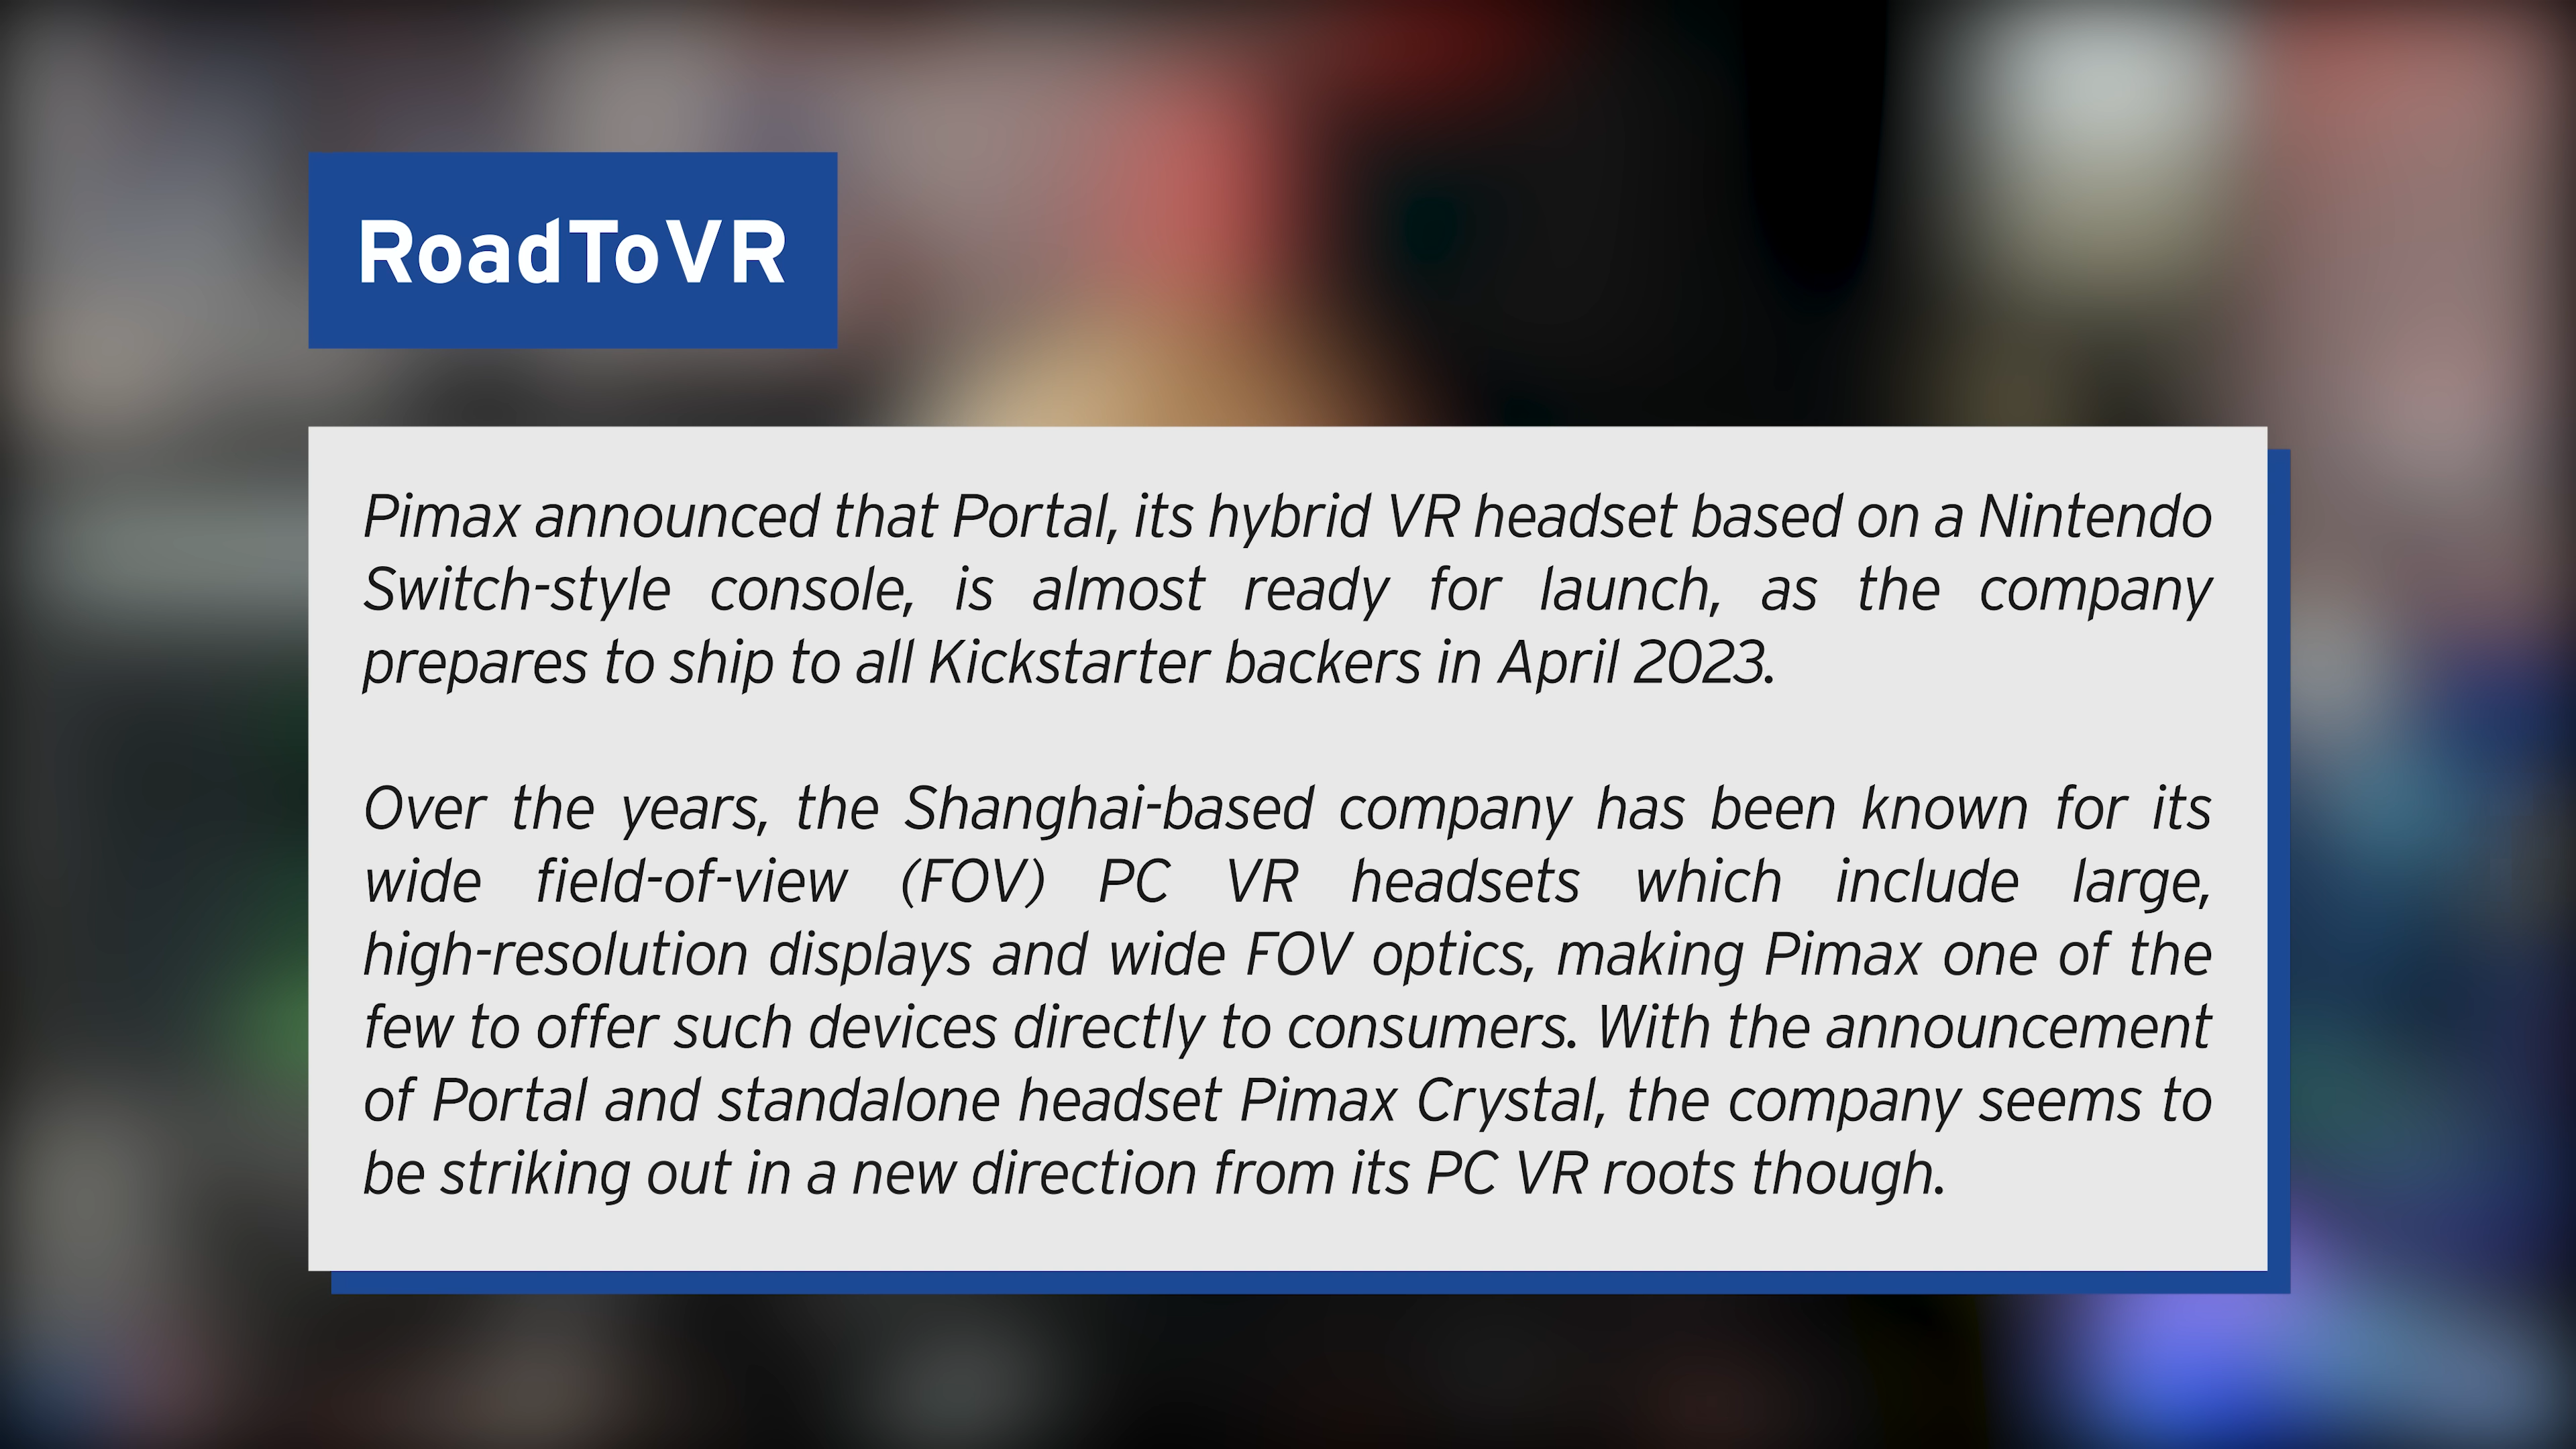 RoadToVR
Pimax announced that Portal, its hybrid VR headset based on a Nintendo
Switch-style console, is almost ready for launch, as the company
prepares to ship to all Kickstarter backers in April 2023.
Over the years, the Shanghai-based company has been known for its
wide field-of-view (FOV) PC VR headsets which include large,
high-resolution displays and wide FOV optics, making Pimax one of the
few to offer such devices directly to consumers. With the announcement
of Portal and standalone headset Pimax Crystal, the company seems to
be striking out in a new direction from its PC VR roots though.